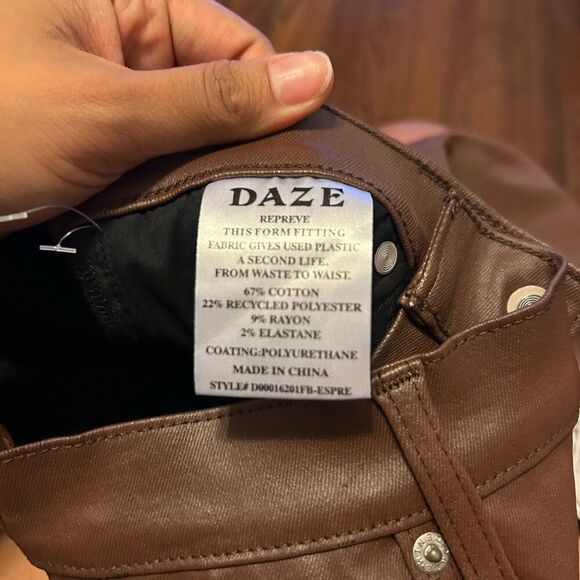 DAZE
REPREVE
THIS FORM FITTING
FABRIC GIVES USED PLASTIC
A SECOND LIFE.
FROM WASTE TO WAIST.
67% COTTON
22% RECYCLED POLYESTER
9% RAYON
2% ELASTANE
COATING:POLYURETHANE
MADE IN CHINA
STYLE# D00016201FB-ESPRE